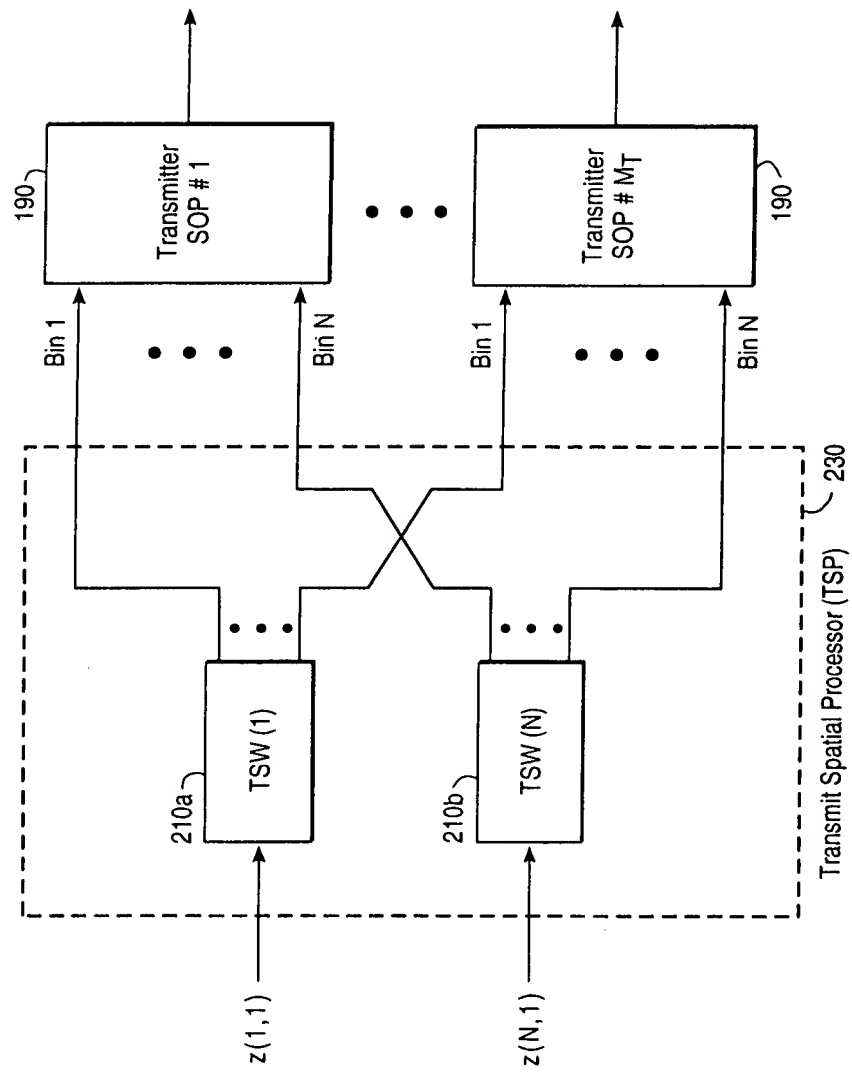 190
Transmitter
SOP # 1
Bin 1
Bin N
190
Transmitter
SOP # MT
Bin 1
Bin N
210a
TSW (1)
z(1,1)
210b
TSW (N)
z(N,1)
230
Transmit Spatial Processor (TSP)